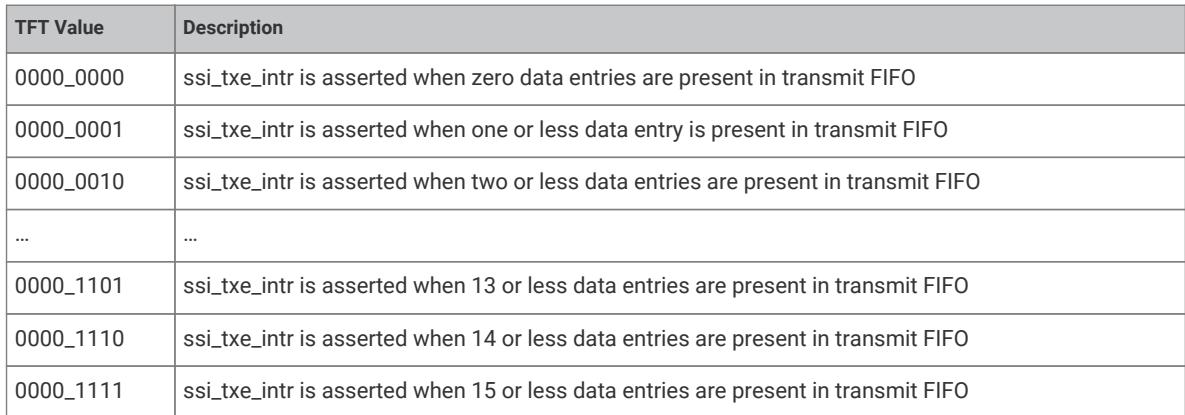 TFT Value Description
0000_0000 ssi_txe_intr is asserted when zero data entries are present in transmit FIFO
0000_0001 ssi_txe_intr is asserted when one or less data entry is present in transmit FIFO
0000_0010 ssi_txe_intr is asserted when two or less data entries are present in transmit FIFO
… …
0000_1101 ssi_txe_intr is asserted when 13 or less data entries are present in transmit FIFO
0000_1110 ssi_txe_intr is asserted when 14 or less data entries are present in transmit FIFO
0000_1111 ssi_txe_intr is asserted when 15 or less data entries are present in transmit FIFO